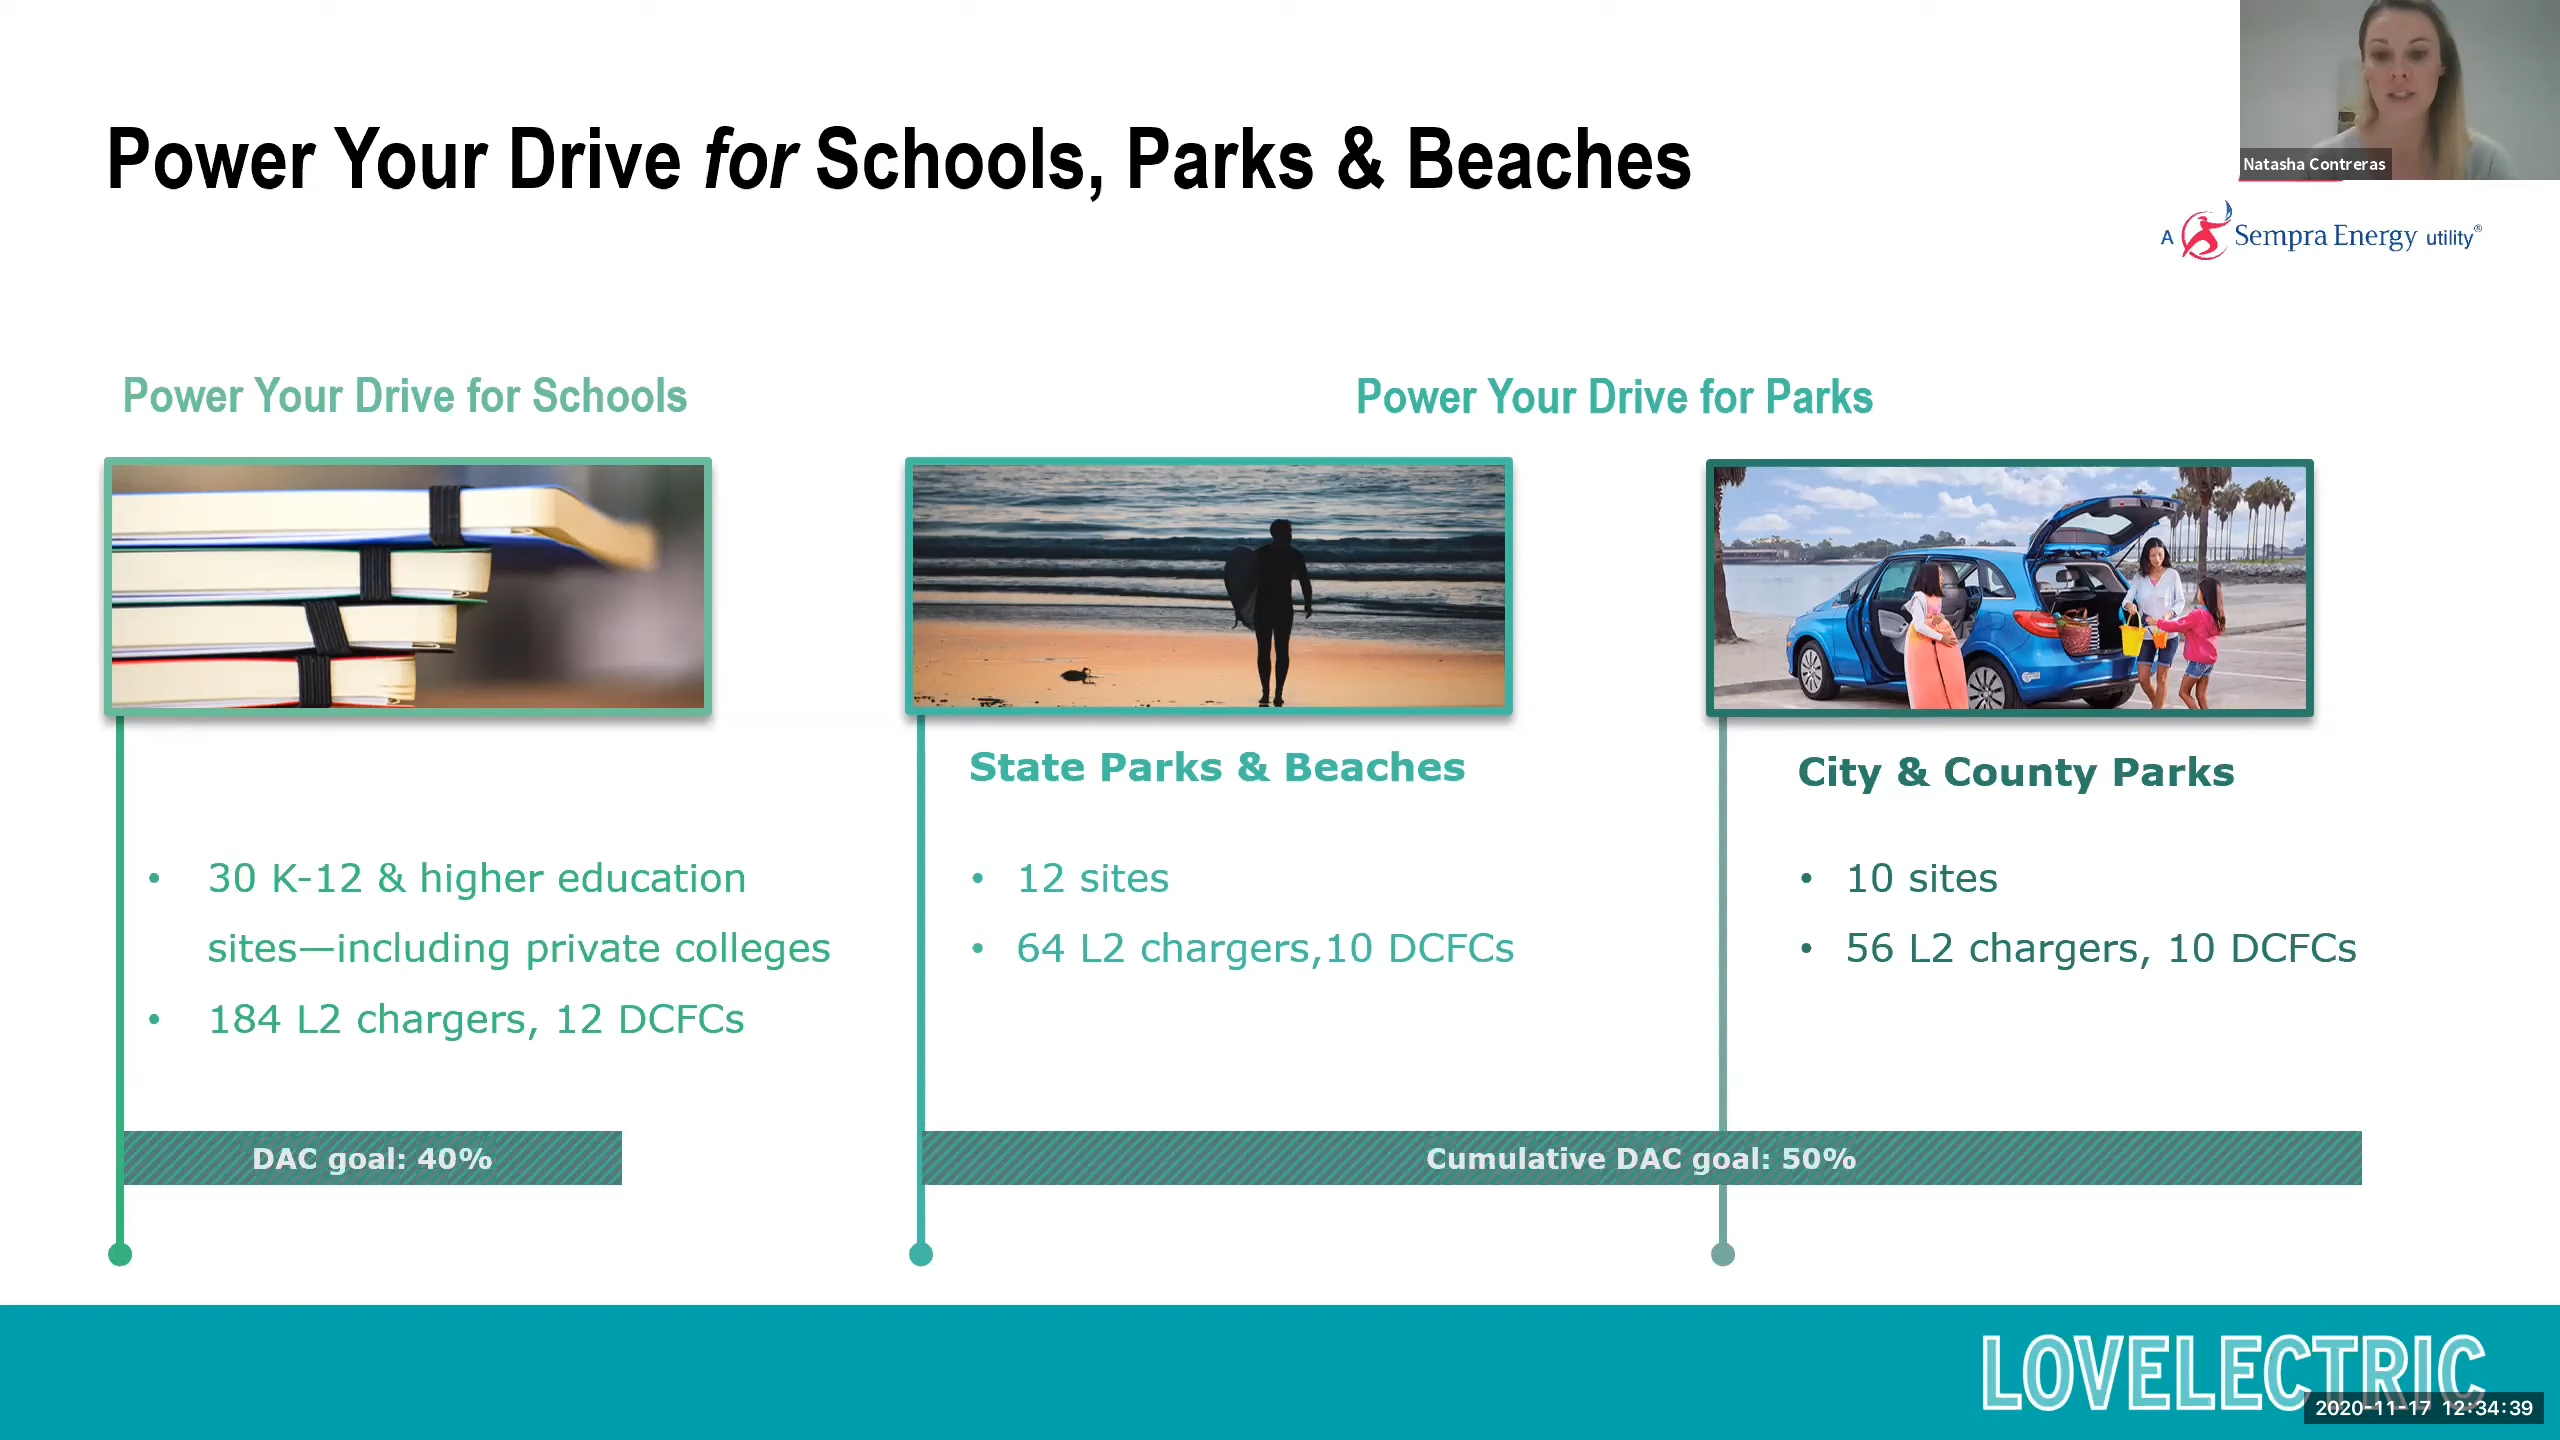 Power Your Drive for Schools, Parks & Beaches
Natasha Contreras
A Sempra Energy utility®
Power Your Drive for Schools
Power Your Drive for Parks
• 30 K-12 & higher education
sites—including private colleges
• 184 L2 chargers, 12 DCFCs
DAC goal: 40%
State Parks & Beaches
• 12 sites
• 64 L2 chargers,10 DCFCs
City & County Parks
• 10 sites
• 56 L2 chargers, 10 DCFCs
Cumulative DAC goal: 50%
LOVELECTRIC
2020-11-17 12:34:39